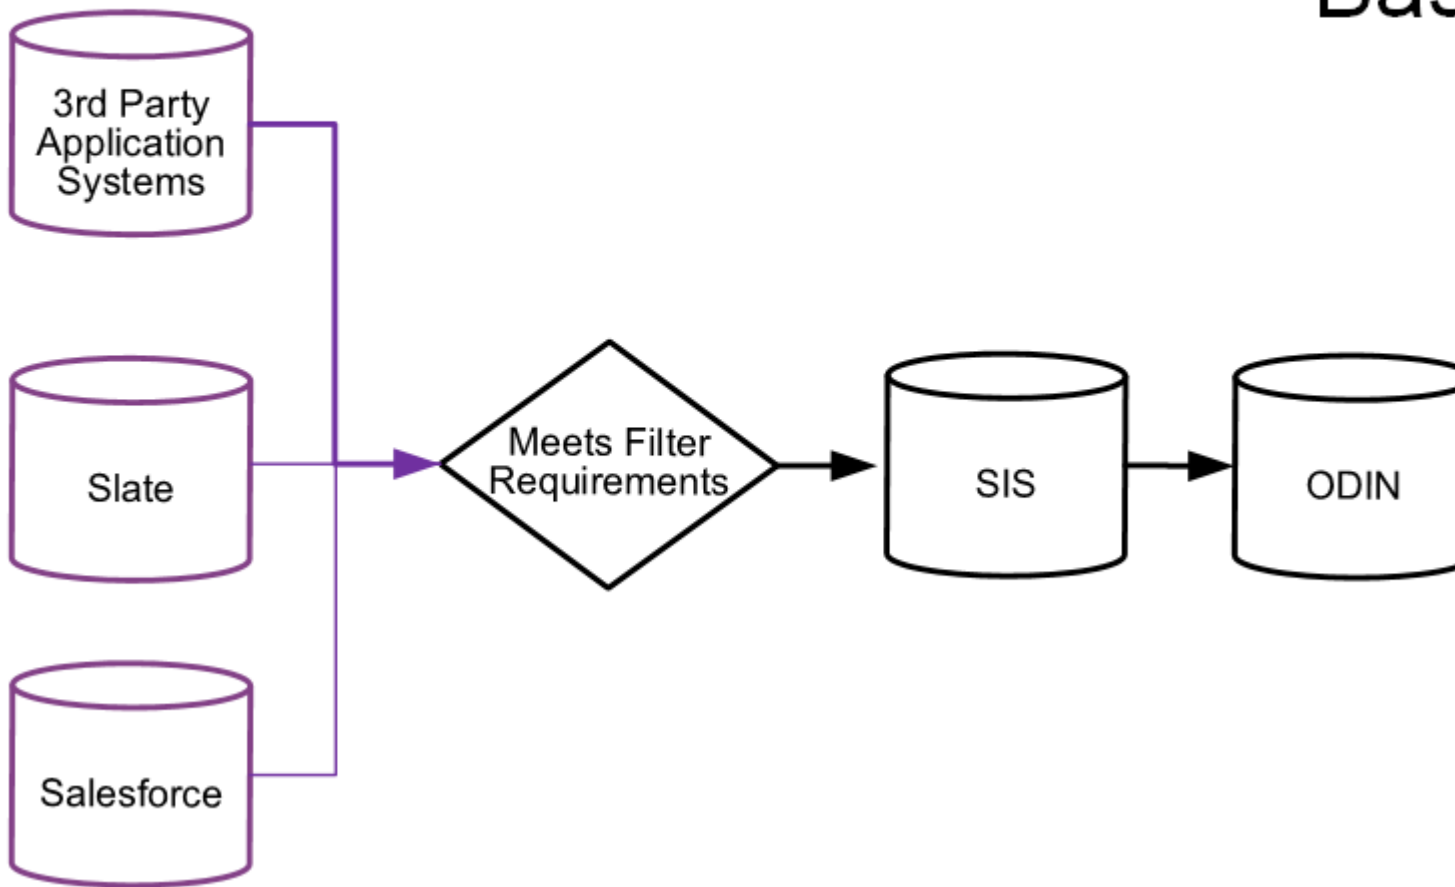 3rd Party
Application
Systems
Slate
Salesforce
Meets Filter
Requirements
SIS
ODIN